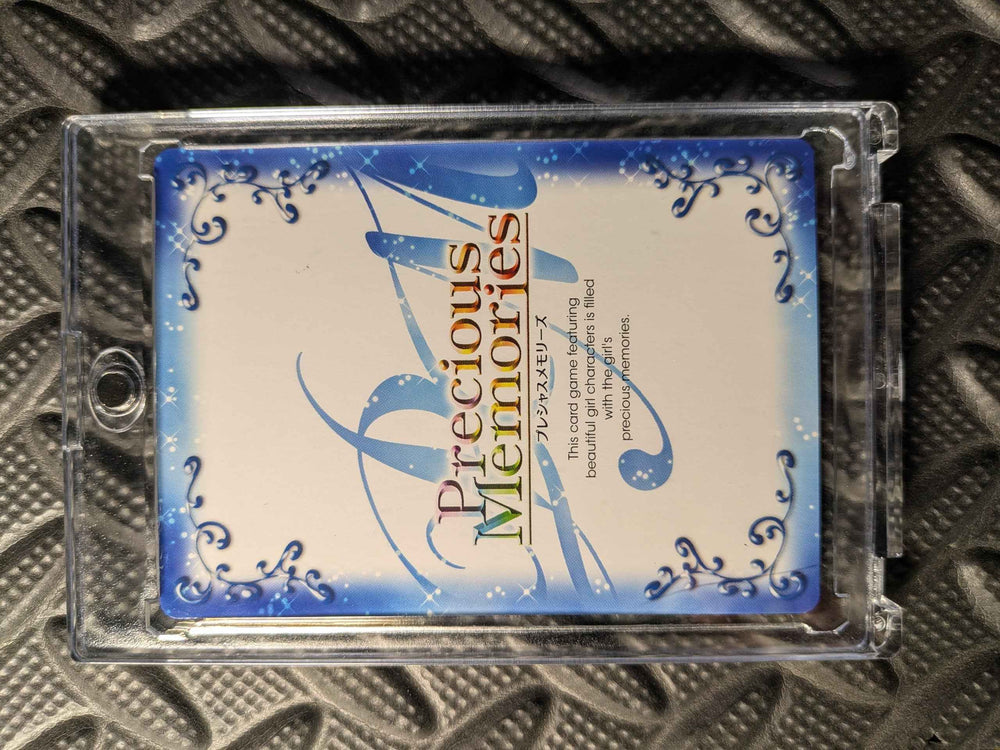 Precious
Memories
プレシャスメモリーズ
This card game featuring
beautiful girl characters is filled
with the girl's
precious memories.